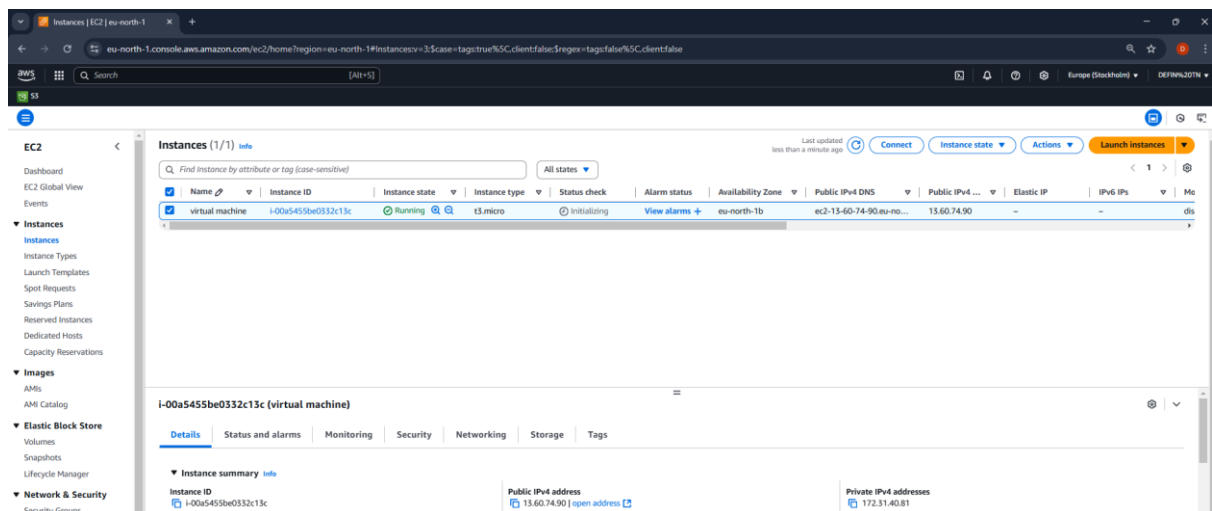 Instances | EC2 | eu-north-1
eu-north-1.console.aws.amazon.com/ec2/home?region=eu-north-1#Instances:v=3;$case=tags:true%5C,client:false;$regex=tags:false%5C,client:false
D
aws
Search
[Alt+S]
Europe (Stockholm)
DEFIN%20TN
S3
EC2
Dashboard
EC2 Global View
Events
Instances
Instances
Instance Types
Launch Templates
Spot Requests
Savings Plans
Reserved Instances
Dedicated Hosts
Capacity Reservations
Images
AMIs
AMI Catalog
Elastic Block Store
Volumes
Snapshots
Lifecycle Manager
Network & Security
Security Groups
Instances (1/1) Info
Last updated
less than a minute ago
Connect
Instance state
Actions
Launch instances
Find Instance by attribute or tag (case-sensitive)
All states
1
Name Instance ID Instance state Instance type Status check Alarm status Availability Zone Public IPv4 DNS Public IPv4 ... Elastic IP IPv6 IPs Mo
virtual machine i-00a5455be0332c13c Running t3.micro Initializing View alarms + eu-north-1b ec2-13-60-74-90.eu-no... 13.60.74.90 – – dis
i-00a5455be0332c13c (virtual machine)
Details Status and alarms Monitoring Security Networking Storage Tags
Instance summary Info
Instance ID Public IPv4 address Private IPv4 addresses
i-00a5455be0332c13c 13.60.74.90 | open address 172.31.40.81